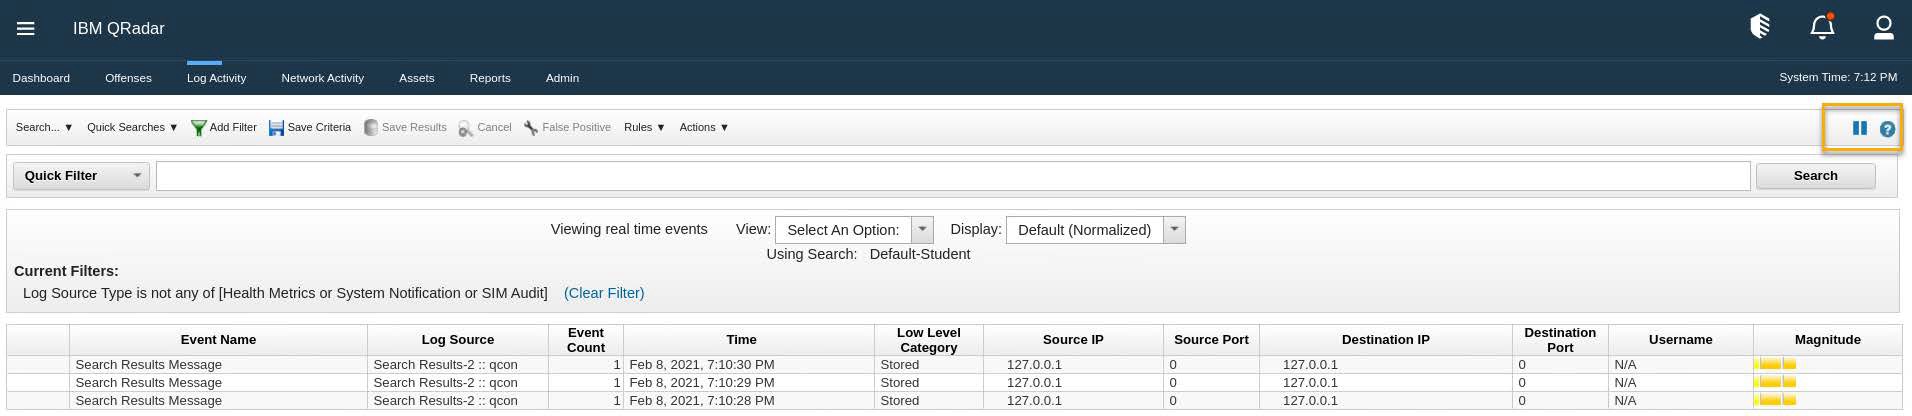 IBM QRadar
Dashboard Offenses Log Activity Network Activity Assets Reports Admin System Time: 7:12 PM
Search... ▼ Quick Searches ▼ Add Filter Save Criteria Save Results Cancel False Positive Rules ▼ Actions ▼ ?
Quick Filter Search
Viewing real time events View: Select An Option: Display: Default (Normalized)
Using Search: Default-Student
Current Filters:
Log Source Type is not any of [Health Metrics or System Notification or SIM Audit] (Clear Filter)
Event Name Log Source Event Count Time Low Level Category Source IP Source Port Destination IP Destination Port Username Magnitude
Search Results Message Search Results-2 :: qcon 1 Feb 8, 2021, 7:10:30 PM Stored 127.0.0.1 0 127.0.0.1 0 N/A
Search Results Message Search Results-2 :: qcon 1 Feb 8, 2021, 7:10:29 PM Stored 127.0.0.1 0 127.0.0.1 0 N/A
Search Results Message Search Results-2 :: qcon 1 Feb 8, 2021, 7:10:28 PM Stored 127.0.0.1 0 127.0.0.1 0 N/A